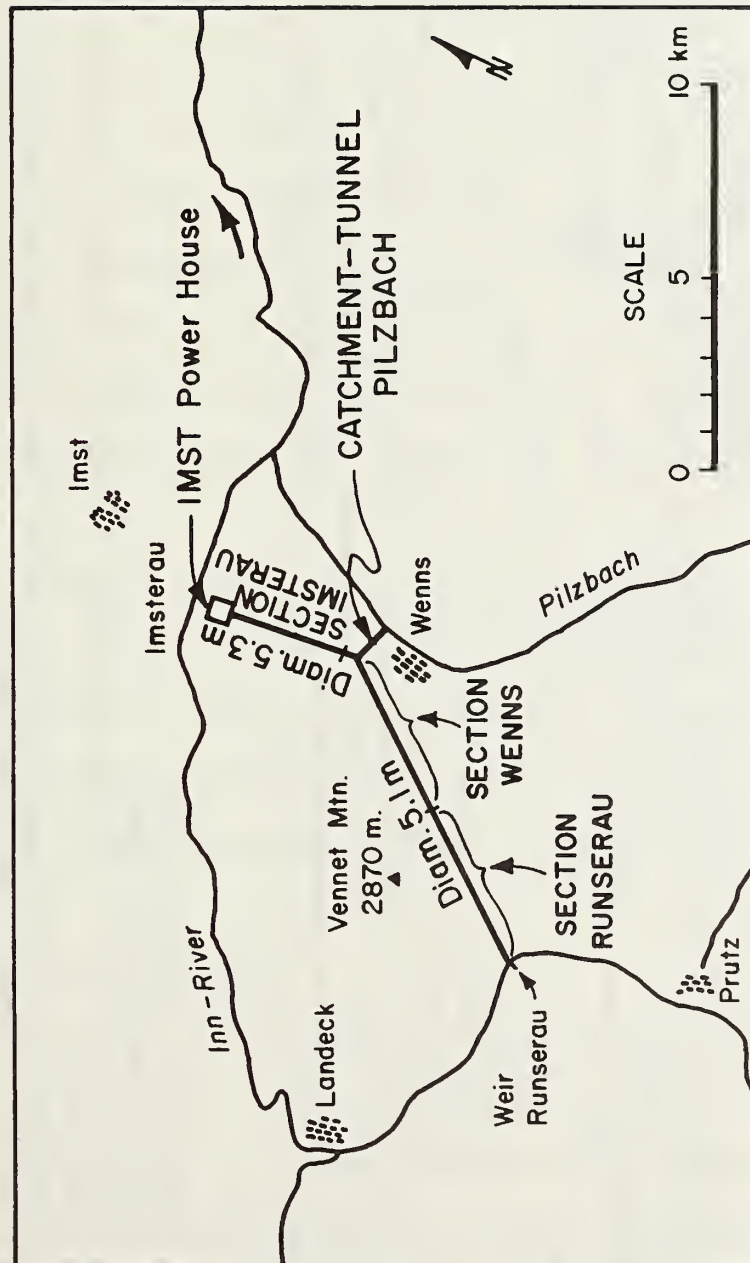 Imst
Imsterau
IMST Power House
CATCHMENT-TUNNEL
PILZBACH
SECTION
IMSTERAU
Diam. 5.3 m
Wenns
Pilzbach
Inn-River
Landeck
Vennet Mtn.
2870 m.
Diam. 5.1 m
SECTION
WENNS
SECTION
RUNSERAU
Weir
Runserau
Prutz
N
SCALE
0 5 10 km